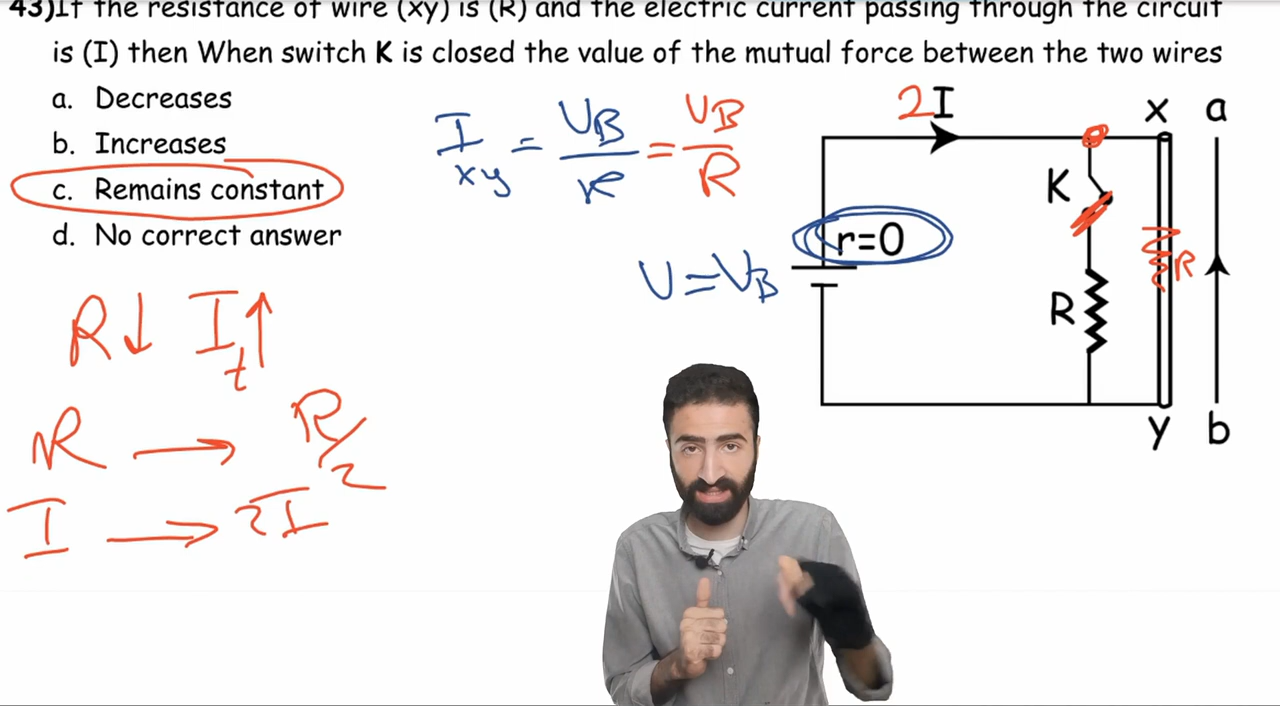 43)If the resistance of wire (xy) is (R) and the electric current passing through the circuit
is (I) then When switch K is closed the value of the mutual force between the two wires
a. Decreases
b. Increases
c. Remains constant
d. No correct answer
I xy = VB / R = VB / R
V = VB
R↓ It↑
R → R/2
I → 2I
2I
x a
K
r=0
R
R
y b